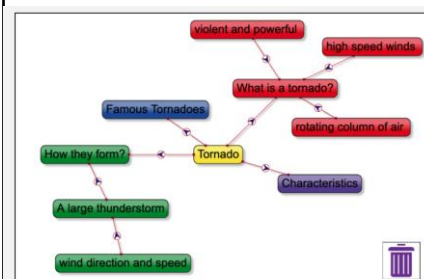 violent and powerful
high speed winds
What is a tornado?
Famous Tornadoes
rotating column of air
How they form?
Tornado
Characteristics
A large thunderstorm
wind direction and speed